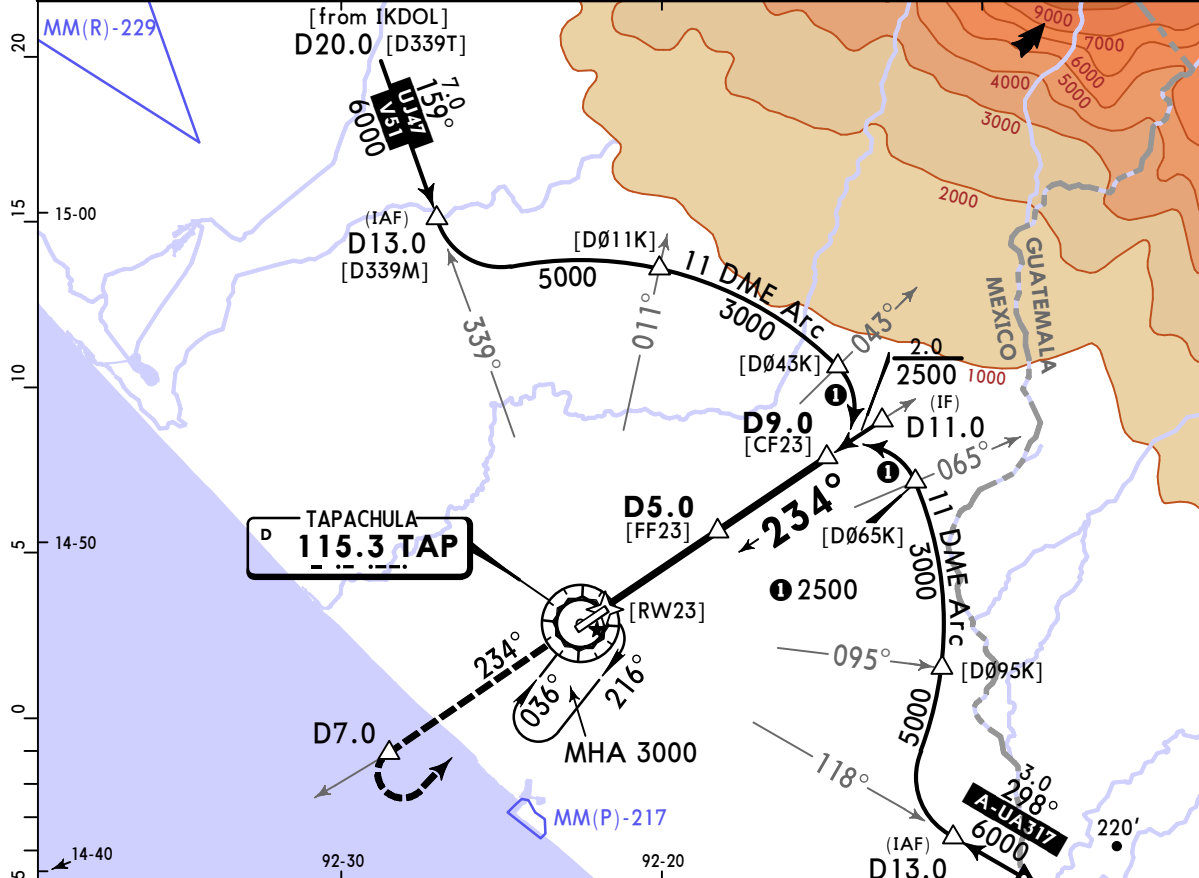 [from IKDOL]
D20.0 [D339T]
MM(R)-229
9000
7000
6000
5000
4000
3000
2000
1000
20
15
10
5
0
5
7.0
159°
UJ47
V51
6000
15-00
(IAF)
D13.0
[D339M]
[DØ11K]
5000
11 DME Arc
3000
339°
011°
043°
[DØ43K]
1
2.0
2500
GUATEMALA
MEXICO
(IF)
D11.0
D9.0
[CF23]
1
065°
234°
[DØ65K]
11 DME Arc
3000
D5.0
[FF23]
TAPACHULA
D
115.3 TAP
14-50
1 2500
[RW23]
234°
036°
216°
095°
[DØ95K]
5000
D7.0
MHA 3000
118°
3.0
298°
A-UA317
6000
MM(P)-217
220'
(IAF)
D13.0
14-40
92-30
92-20